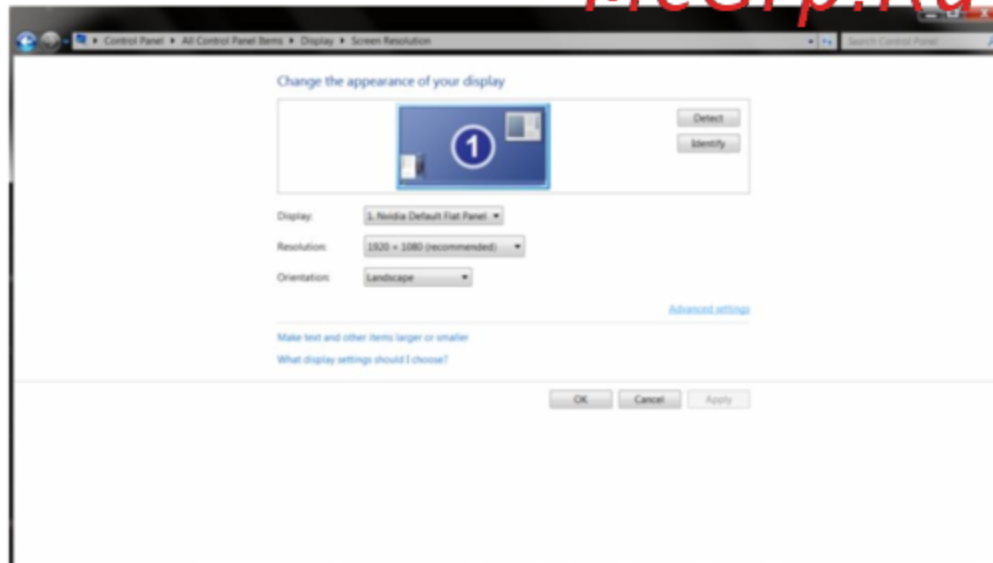 McGrp.Ru
Control Panel ▸ All Control Panel Items ▸ Display ▸ Screen Resolution
Search Control Panel
Change the appearance of your display
1
Detect
Identify
Display: 1. Nvidia Default Flat Panel
Resolution: 1920 × 1080 (recommended)
Orientation: Landscape
Advanced settings
Make text and other items larger or smaller
What display settings should I choose?
OK Cancel Apply